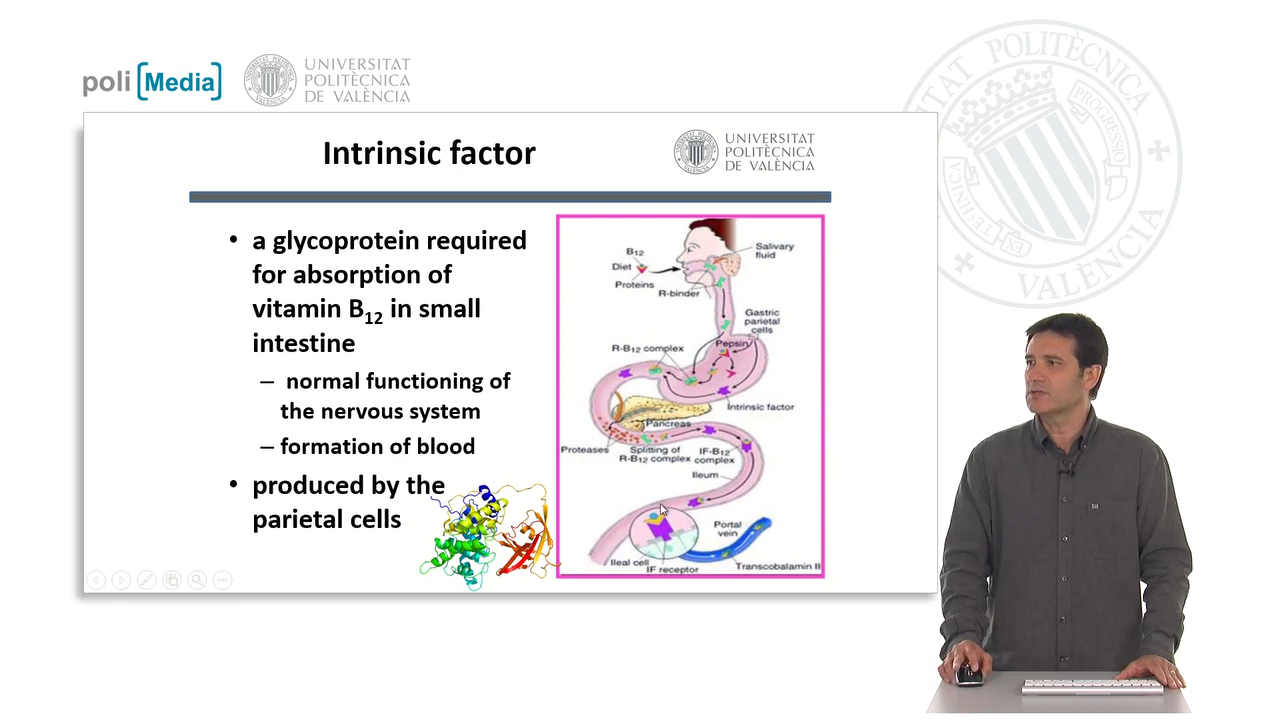 poli [Media]
UNIVERSITAT
POLITÈCNICA
DE VALÈNCIA
Intrinsic factor
UNIVERSITAT
POLITÈCNICA
DE VALÈNCIA
• a glycoprotein required
for absorption of
vitamin B12 in small
intestine
– normal functioning of
the nervous system
– formation of blood
• produced by the
parietal cells
B12
Diet
Proteins
Salivary
fluid
R-binder
Gastric
parietal
cells
R-B12 complex
Pepsin
Intrinsic factor
Pancreas
Proteases
Splitting of
R-B12 complex
IF-B12
complex
Ileum
Portal
vein
Ileal cell
IF receptor
Transcobalamin II
POLITÈCNICA
VALÈNCIA
PROGRESSIO